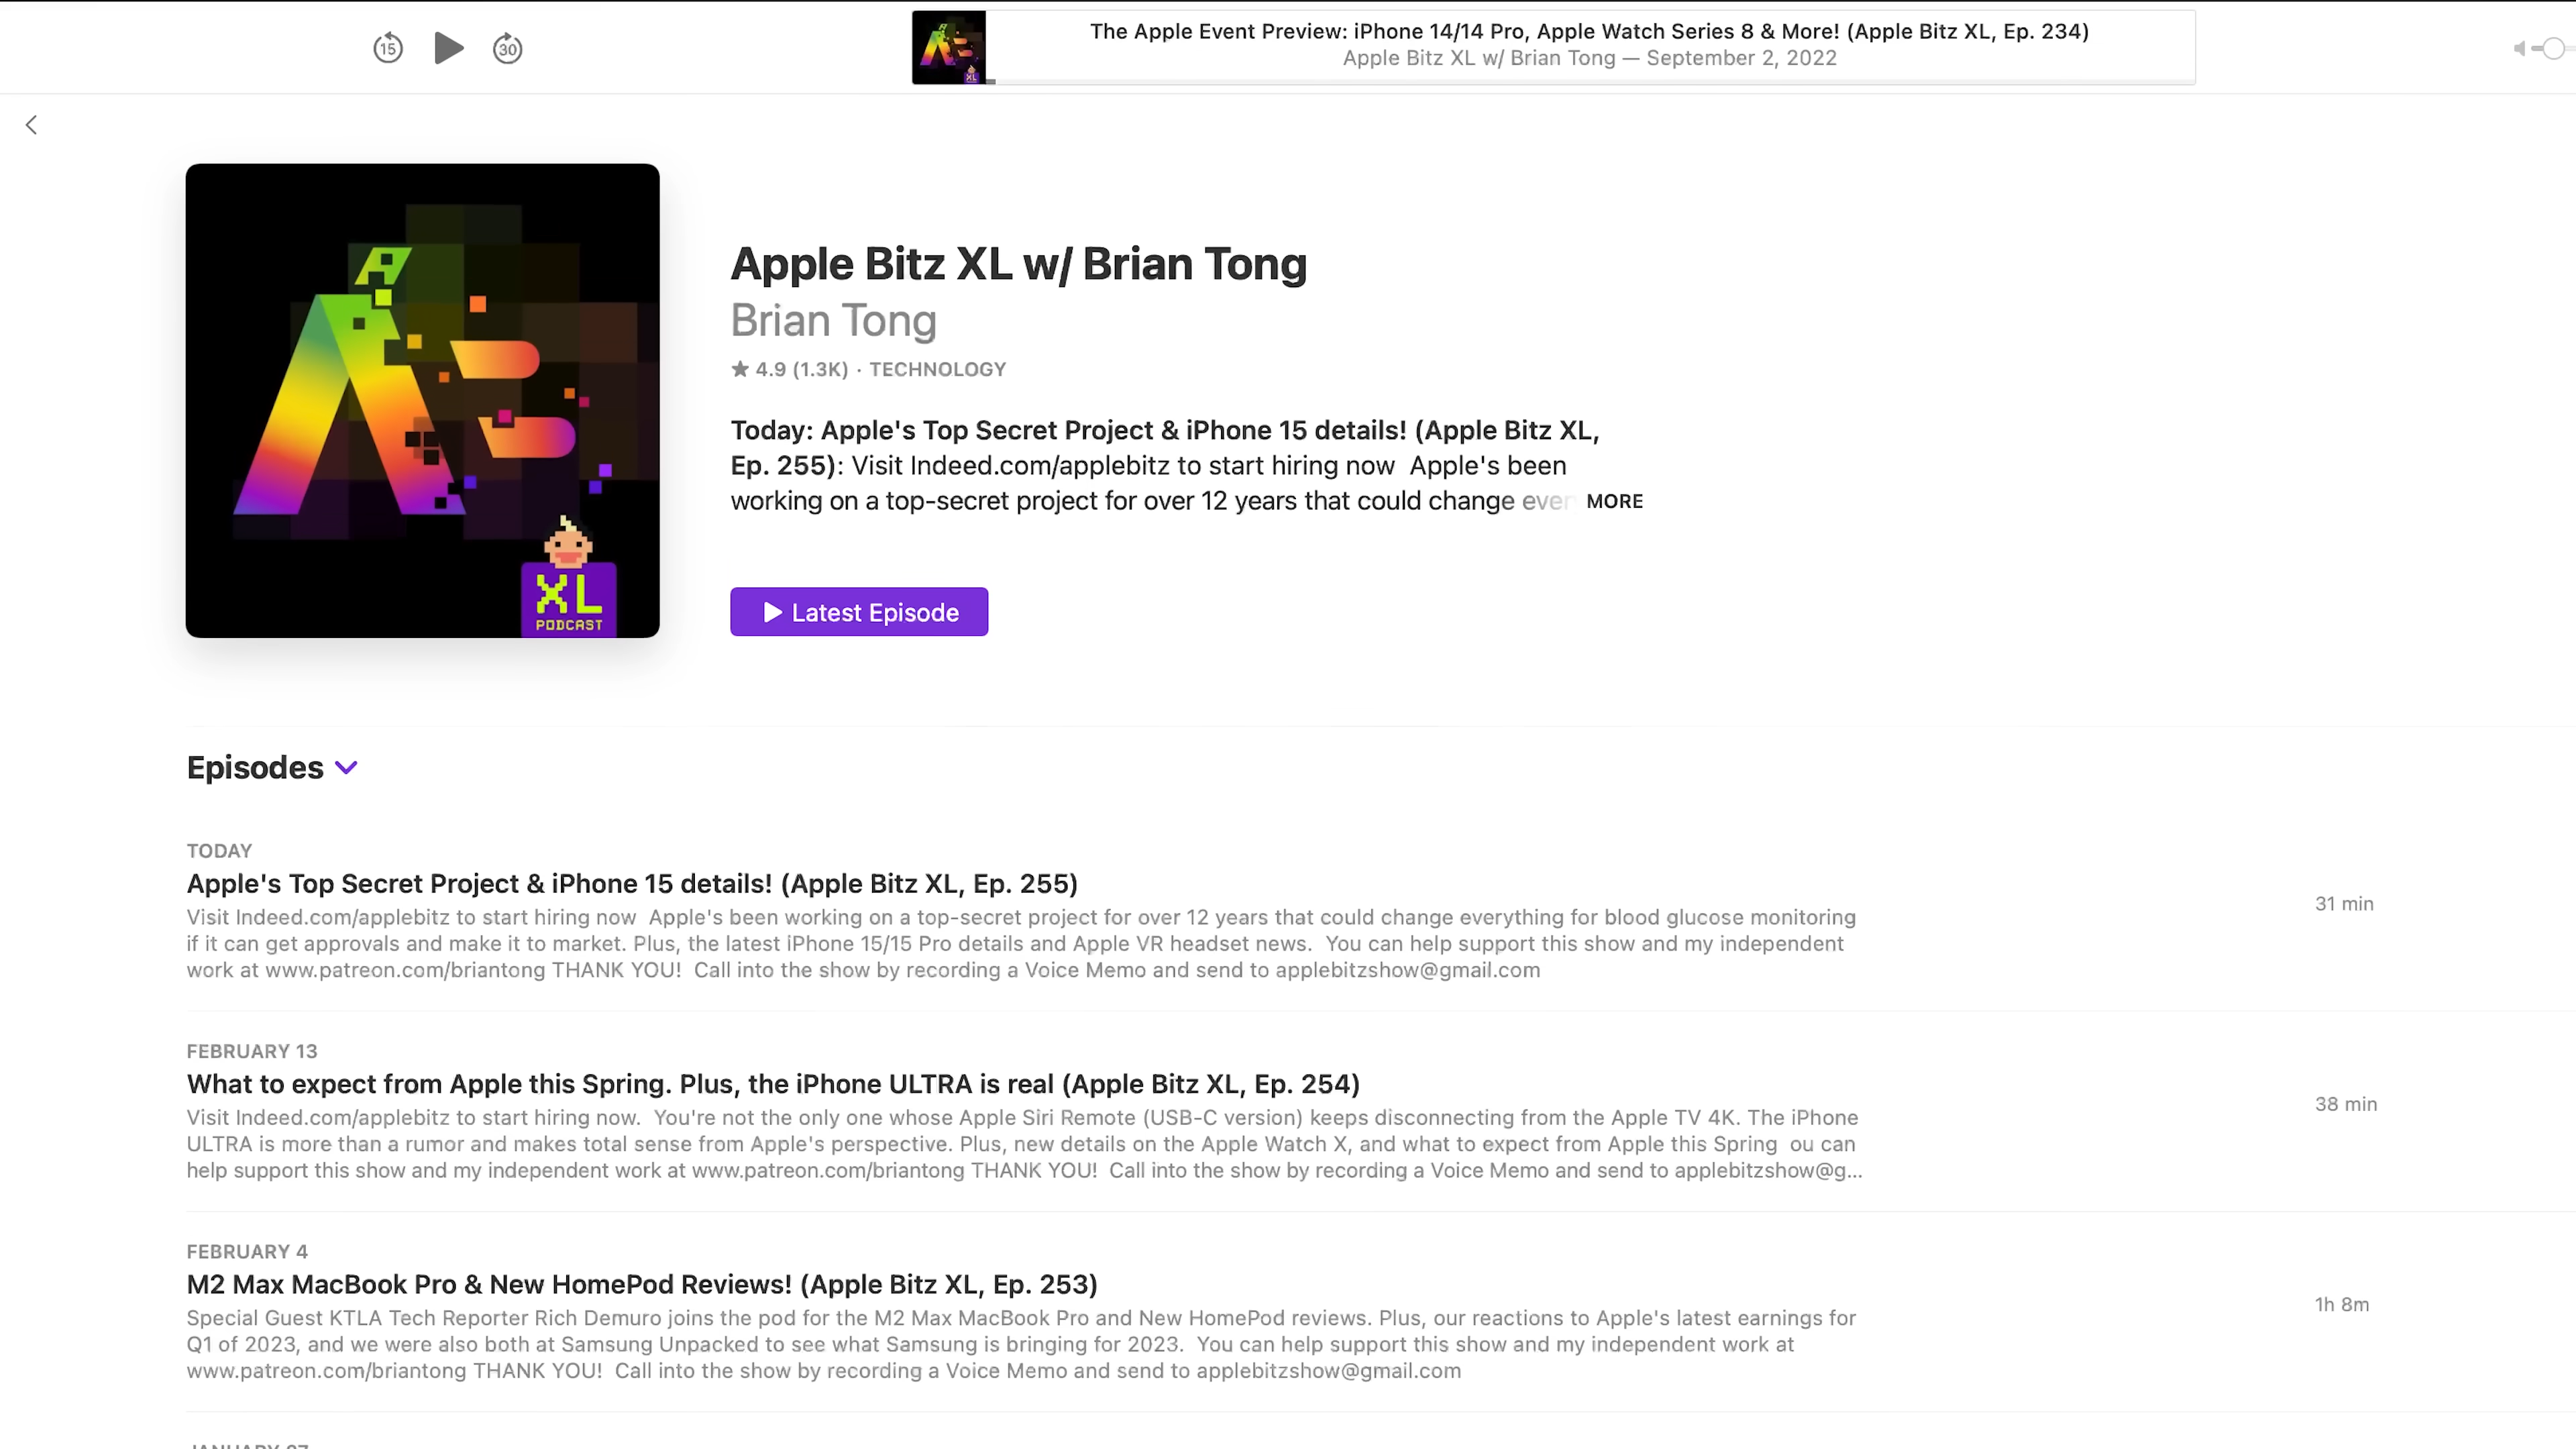 15
30
The Apple Event Preview: iPhone 14/14 Pro, Apple Watch Series 8 & More! (Apple Bitz XL, Ep. 234)
Apple Bitz XL w/ Brian Tong — September 2, 2022
XL
PODCAST
Apple Bitz XL w/ Brian Tong
Brian Tong
★ 4.9 (1.3K) · TECHNOLOGY
Today: Apple's Top Secret Project & iPhone 15 details! (Apple Bitz XL,
Ep. 255): Visit Indeed.com/applebitz to start hiring now Apple's been
working on a top-secret project for over 12 years that could change ever MORE
Latest Episode
Episodes
TODAY
Apple's Top Secret Project & iPhone 15 details! (Apple Bitz XL, Ep. 255)
Visit Indeed.com/applebitz to start hiring now Apple's been working on a top-secret project for over 12 years that could change everything for blood glucose monitoring
if it can get approvals and make it to market. Plus, the latest iPhone 15/15 Pro details and Apple VR headset news. You can help support this show and my independent
work at www.patreon.com/briantong THANK YOU! Call into the show by recording a Voice Memo and send to applebitzshow@gmail.com
31 min
FEBRUARY 13
What to expect from Apple this Spring. Plus, the iPhone ULTRA is real (Apple Bitz XL, Ep. 254)
Visit Indeed.com/applebitz to start hiring now. You're not the only one whose Apple Siri Remote (USB-C version) keeps disconnecting from the Apple TV 4K. The iPhone
ULTRA is more than a rumor and makes total sense from Apple's perspective. Plus, new details on the Apple Watch X, and what to expect from Apple this Spring ou can
help support this show and my independent work at www.patreon.com/briantong THANK YOU! Call into the show by recording a Voice Memo and send to applebitzshow@g...
38 min
FEBRUARY 4
M2 Max MacBook Pro & New HomePod Reviews! (Apple Bitz XL, Ep. 253)
Special Guest KTLA Tech Reporter Rich Demuro joins the pod for the M2 Max MacBook Pro and New HomePod reviews. Plus, our reactions to Apple's latest earnings for
Q1 of 2023, and we were also both at Samsung Unpacked to see what Samsung is bringing for 2023. You can help support this show and my independent work at
www.patreon.com/briantong THANK YOU! Call into the show by recording a Voice Memo and send to applebitzshow@gmail.com
1h 8m